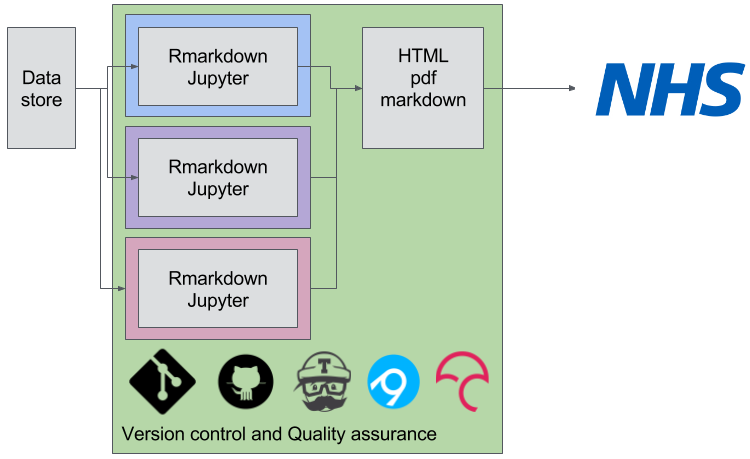 Data
store
Rmarkdown
Jupyter
Rmarkdown
Jupyter
Rmarkdown
Jupyter
HTML
pdf
markdown
NHS
T
Version control and Quality assurance